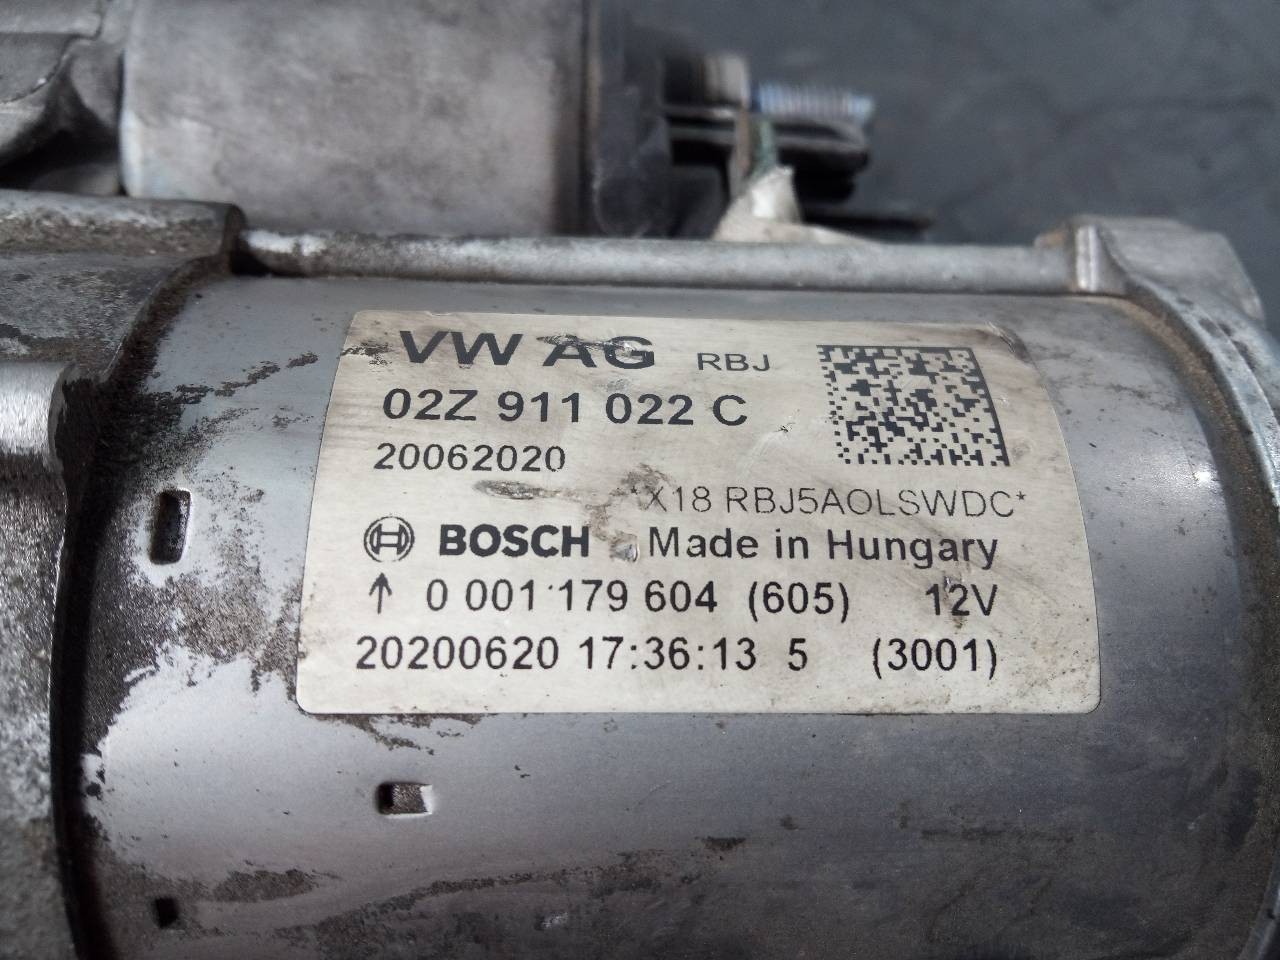 VW AG RBJ
02Z 911 022 C
20062020
*X18 RBJ5AOLSWDC*
BOSCH Made in Hungary
↑ 0 001 179 604 (605) 12V
20200620 17:36:13 5 (3001)